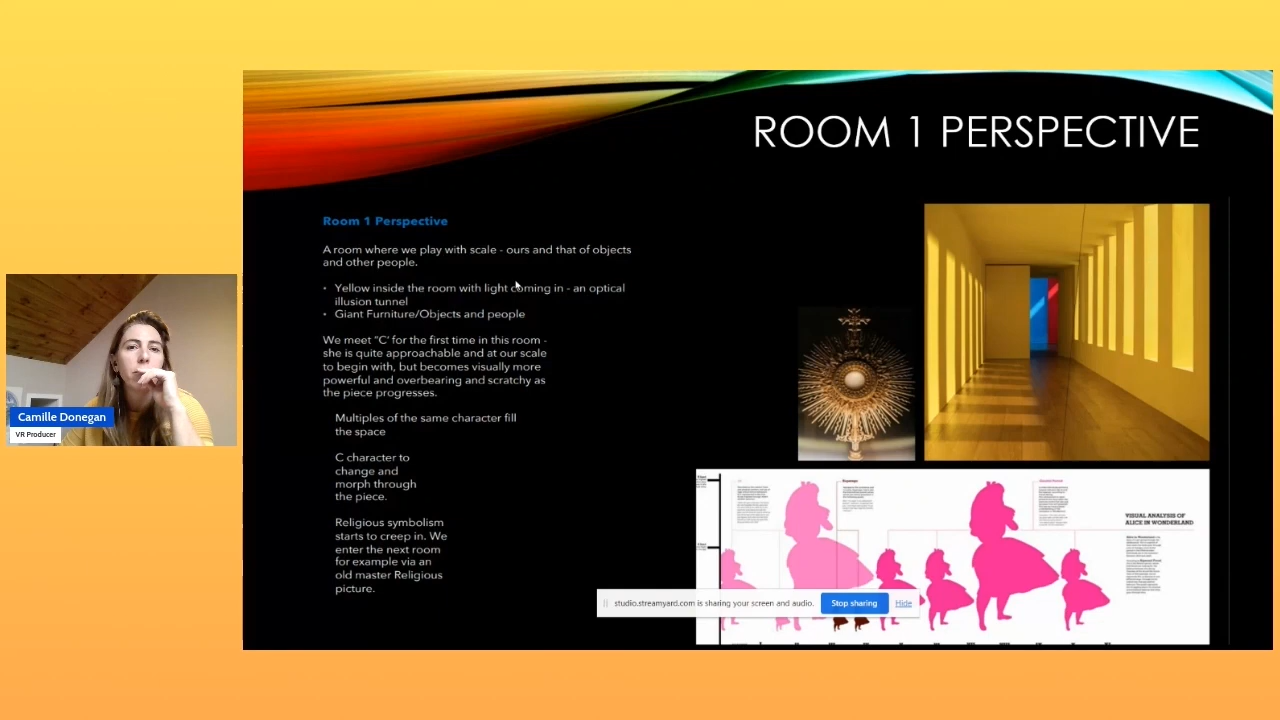 ROOM 1 PERSPECTIVE
Room 1 Perspective
A room where we play with scale - ours and that of objects
and other people.
• Yellow inside the room with light coming in - an optical
illusion tunnel
• Giant Furniture/Objects and people
We meet “C’ for the first time in this room -
she is quite approachable and at our scale
to begin with, but becomes visually more
powerful and overbearing and scratchy as
the piece progresses.
Multiples of the same character fill
the space
C character to
change and
morph through
the piece.
Religious symbolism
starts to creep in. We
enter the next room
for example via an
old master Religious
picture.
Camille Donegan
VR Producer
VISUAL ANALYSIS OF
ALICE IN WONDERLAND
studio.streamyard.com is sharing your screen and audio.
Stop sharing
Hide